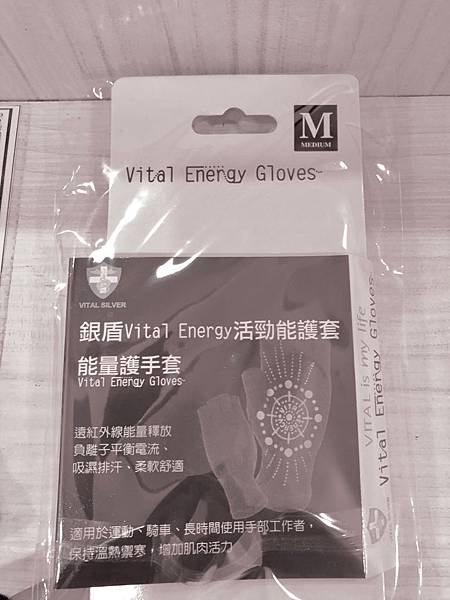 M
MEDIUM
Vital Energy Gloves
VITAL SILVER
銀盾Vital Energy活勁能護套
能量護手套
Vital Energy Gloves
遠紅外線能量釋放
負離子平衡電流、
吸濕排汗、柔軟舒適
適用於運動、騎車、長時間使用手部工作者，
保持溫熱禦寒，增加肌肉活力
VITAL is my life
Vital Energy Gloves